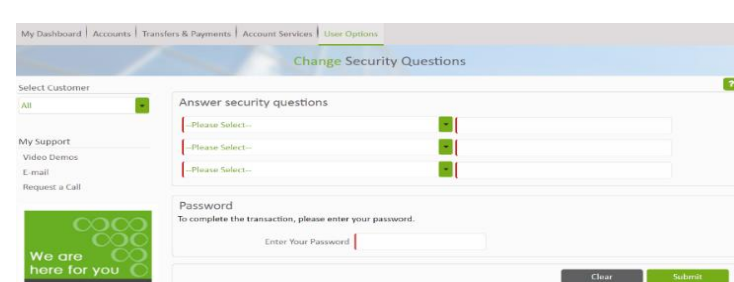 My Dashboard | Accounts | Transfers & Payments | Account Services | User Options
Change Security Questions
?
Select Customer
All
My Support
Video Demos
E-mail
Request a Call
We are
here for you
Answer security questions
--Please Select--
--Please Select--
--Please Select--
Password
To complete the transaction, please enter your password.
Enter Your Password
Clear
Submit